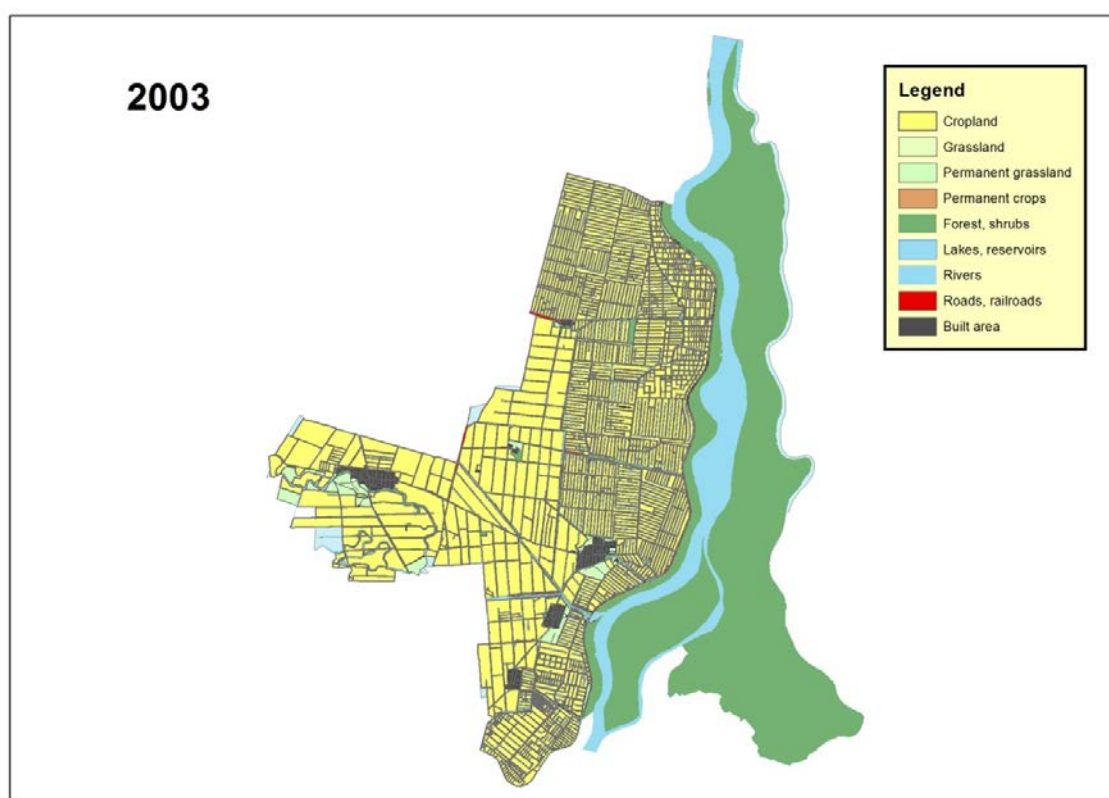 2003
Legend
Cropland
Grassland
Permanent grassland
Permanent crops
Forest, shrubs
Lakes, reservoirs
Rivers
Roads, railroads
Built area